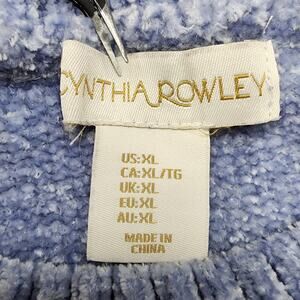 CYNTHIA ROWLEY
US:XL
CA:XL/TG
UK:XL
EU:XL
AU:XL
MADE IN
CHINA